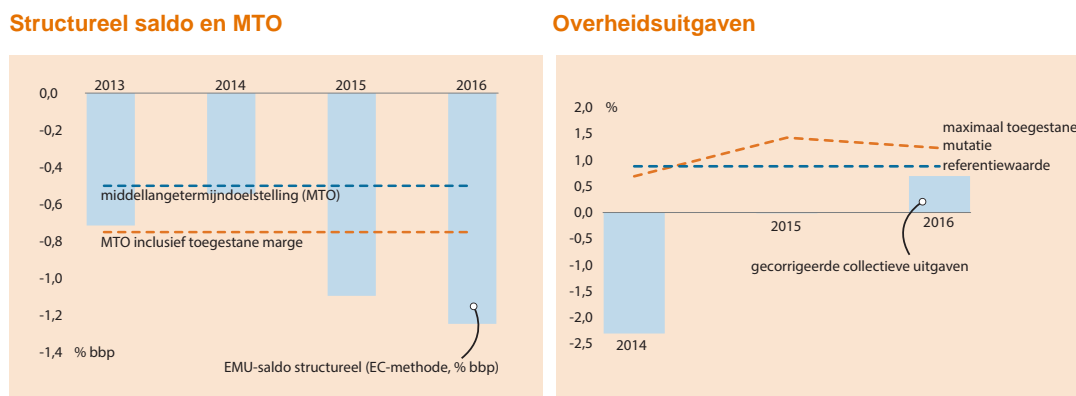 Structureel saldo en MTO
2013 2014 2015 2016
0,0
-0,2
-0,4
-0,6
-0,8
-1,0
-1,2
-1,4 % bbp
middellangetermijndoelstelling (MTO)
MTO inclusief toegestane marge
EMU-saldo structureel (EC-methode, % bbp)
Overheidsuitgaven
2,0 %
1,5
1,0
0,5
0,0
-0,5
-1,0
-1,5
-2,0
-2,5
maximaal toegestane
mutatie
referentiewaarde
2015
2016
gecorrigeerde collectieve uitgaven
2014